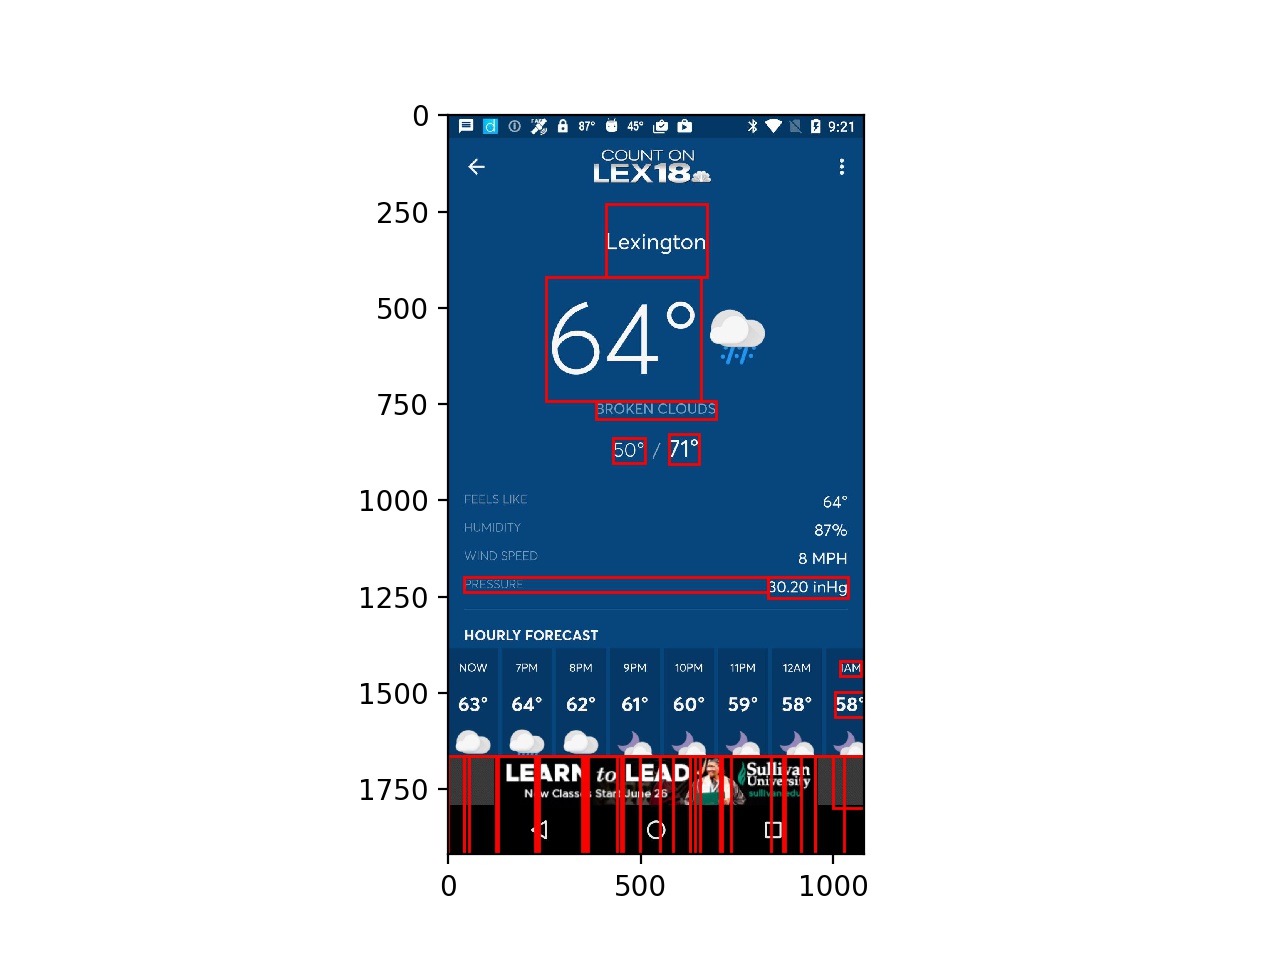 0
87° 45° 9:21
COUNT ON
LEX18
250
Lexington
500
64°
750
BROKEN CLOUDS
50° / 71°
1000
FEELS LIKE 64°
HUMIDITY 87%
WIND SPEED 8 MPH
1250
PRESSURE 30.20 inHg
HOURLY FORECAST
NOW 7PM 8PM 9PM 10PM 11PM 12AM 1AM
1500
63° 64° 62° 61° 60° 59° 58° 58°
LEARN to LEAD Sullivan
University
1750
New Classes Start June 26 sullivan.edu
0 500 1000